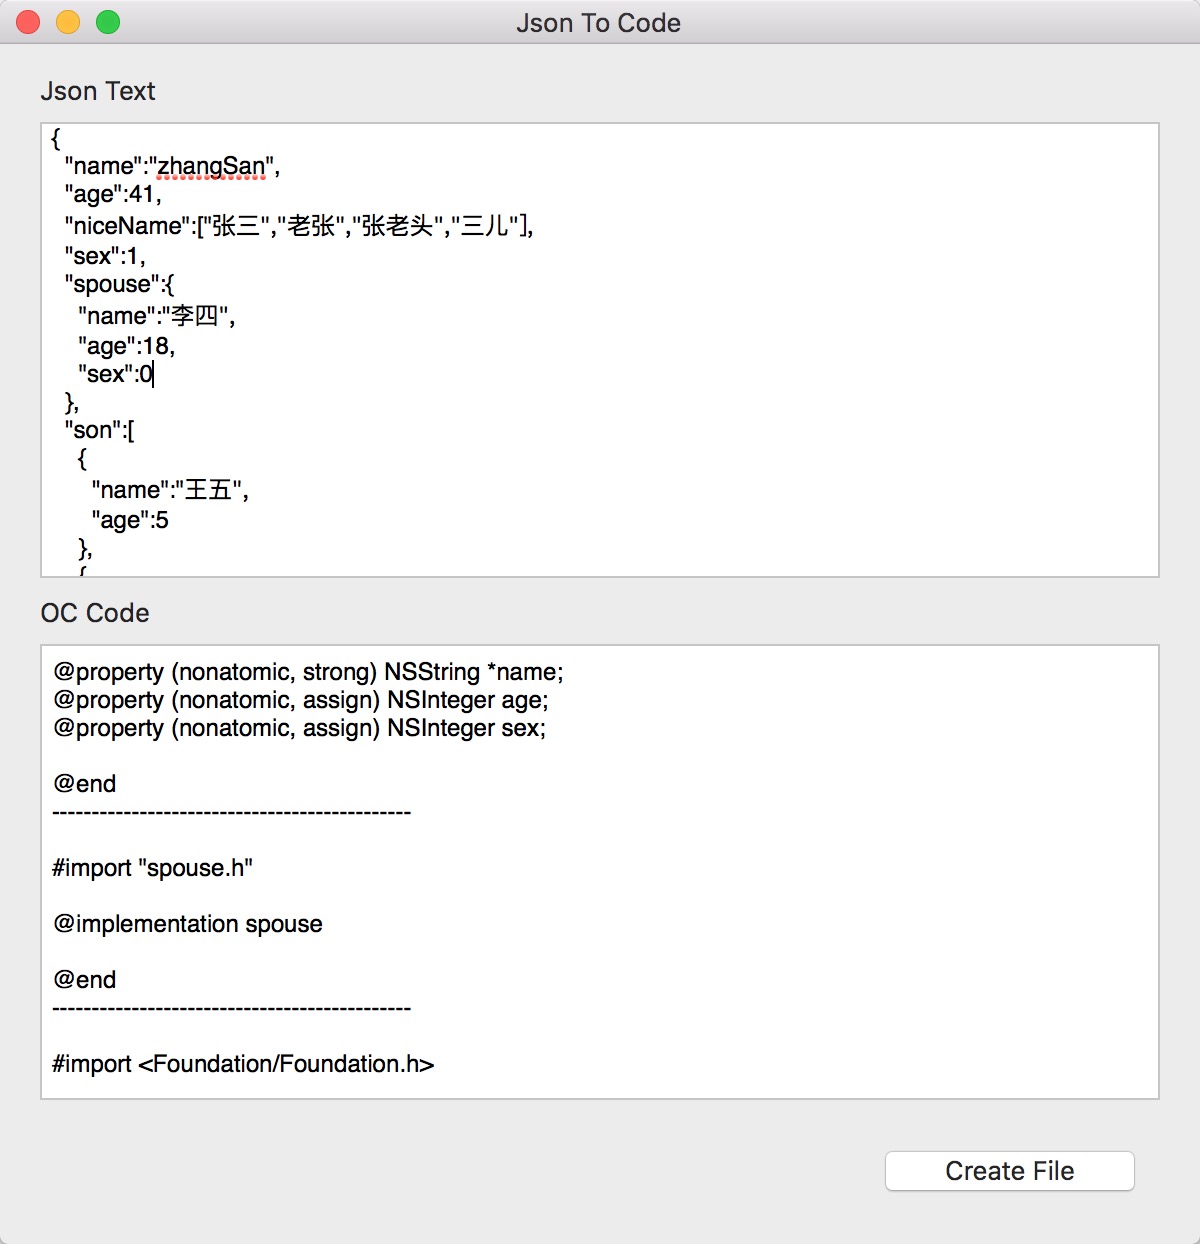 Json To Code
Json Text
{
"name":"zhangSan",
"age":41,
"niceName":["张三","老张","张老头","三儿"],
"sex":1,
"spouse":{
"name":"李四",
"age":18,
"sex":0
},
"son":[
{
"name":"王五",
"age":5
},
{
OC Code
@property (nonatomic, strong) NSString *name;
@property (nonatomic, assign) NSInteger age;
@property (nonatomic, assign) NSInteger sex;
@end
--------------------------------------------
#import "spouse.h"
@implementation spouse
@end
--------------------------------------------
#import <Foundation/Foundation.h>
Create File